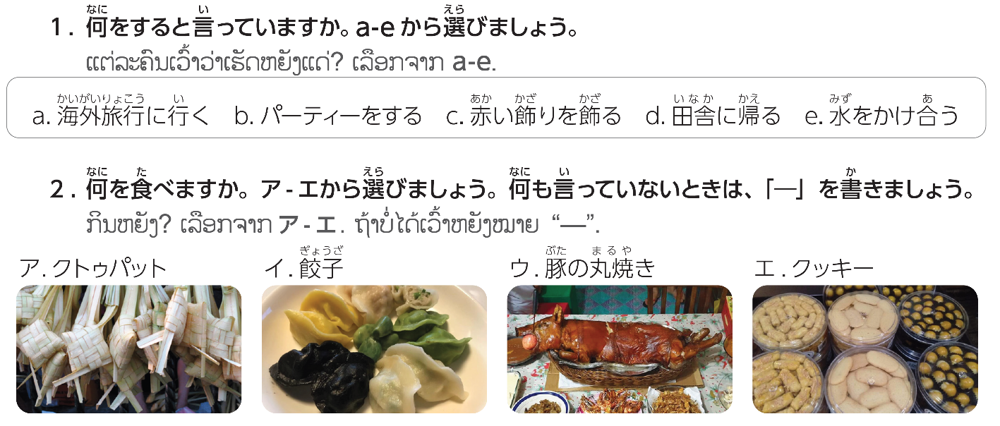 1. 何をすると言っていますか。a-eから選びましょう。
ແຕ່ລະຄົນເວົ້າວ່າເຮັດຫຍັງແດ່? ເລືອກຈາກ a-e.
a. 海外旅行に行く b. パーティーをする c. 赤い飾りを飾る d. 田舎に帰る e. 水をかけ合う
2. 何を食べますか。ア-エから選びましょう。何も言っていないときは、「―」を書きましょう。
ກິນຫຍັງ? ເລືອກຈາກ ア-エ. ຖ້າບໍ່ໄດ້ເວົ້າຫຍັງໝາຍ “—”.
ア. クトゥパット イ. 餃子 ウ. 豚の丸焼き エ. クッキー